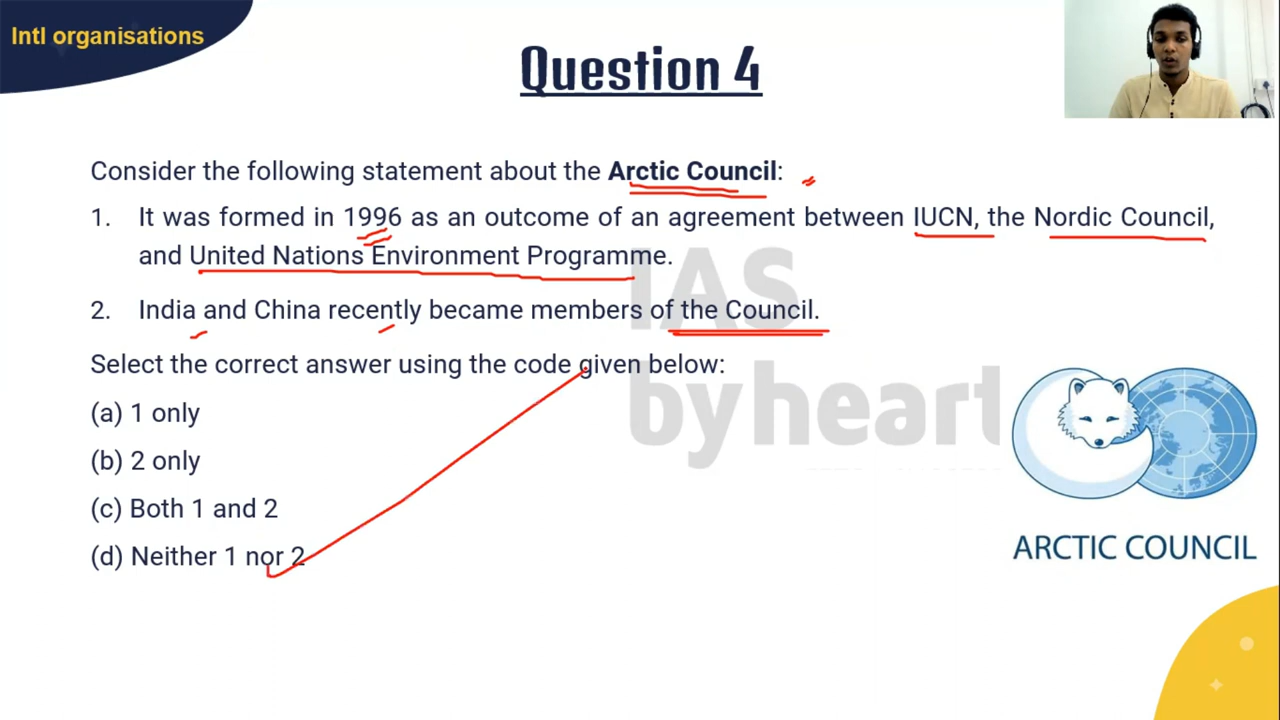 Intl organisations
Question 4
Consider the following statement about the Arctic Council:
1. It was formed in 1996 as an outcome of an agreement between IUCN, the Nordic Council,
and United Nations Environment Programme.
2. India and China recently became members of the Council.
Select the correct answer using the code given below:
(a) 1 only
(b) 2 only
(c) Both 1 and 2
(d) Neither 1 nor 2
IAS
by heart
ARCTIC COUNCIL